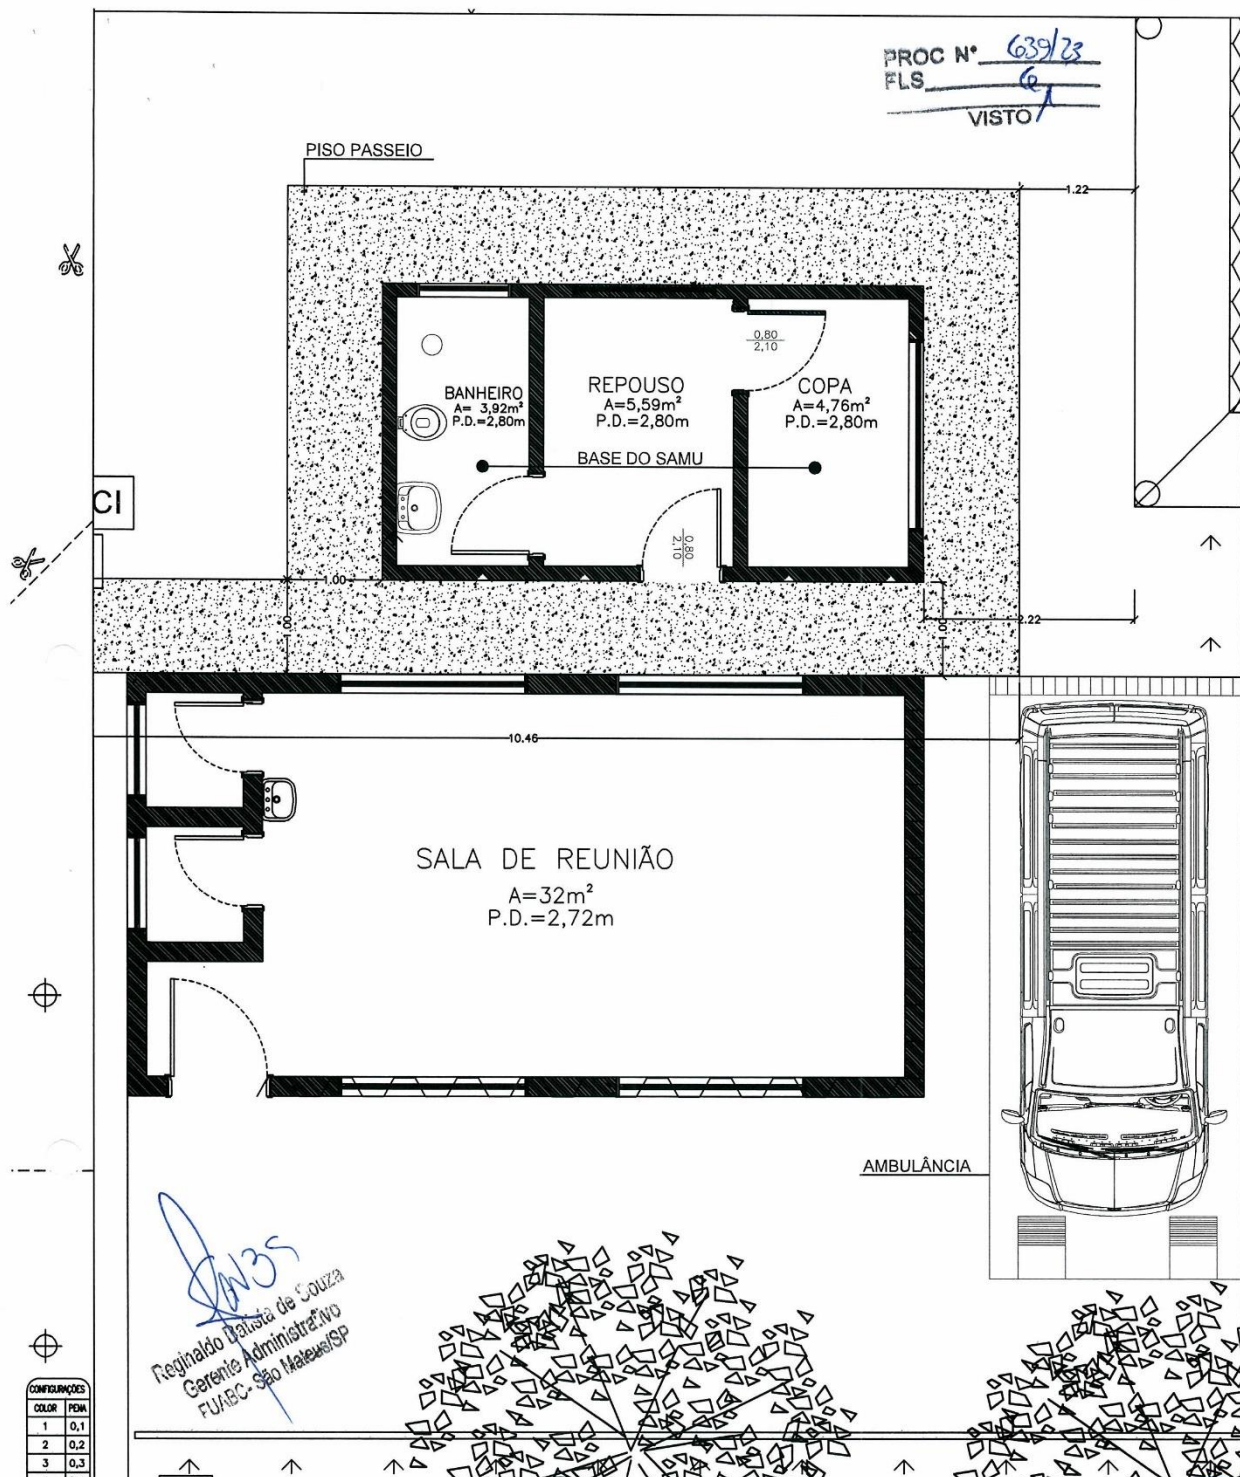 PROC Nº 639/23
FLS 6
VISTO
PISO PASSEIO
1.22
0,80
2,10
BANHEIRO
A= 3,92m²
P.D.=2,80m
REPOUSO
A=5,59m²
P.D.=2,80m
COPA
A=4,76m²
P.D.=2,80m
BASE DO SAMU
CI
0,80
2,10
1.00
1.00
1.00
2.22
10.46
SALA DE REUNIÃO
A=32m²
P.D.=2,72m
AMBULÂNCIA
Reginaldo Batista de Souza
Gerente Administrativo
FUABC- São Mateus/SP
CONFIGURAÇÕES
COLOR PENA
1 0,1
2 0,2
3 0,3